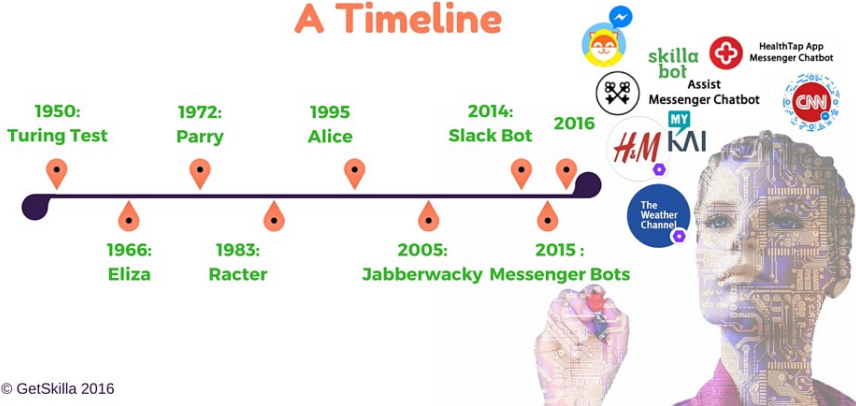 A Timeline
1950:
Turing Test
1972:
Parry
1995
Alice
2014:
Slack Bot
2016
1966:
Eliza
1983:
Racter
2005:
Jabberwacky
2015 :
Messenger Bots
skilla
bot
HealthTap App
Messenger Chatbot
Assist
Messenger Chatbot
CNN
H&M
MY
KAI
The
Weather
Channel
© GetSkilla 2016